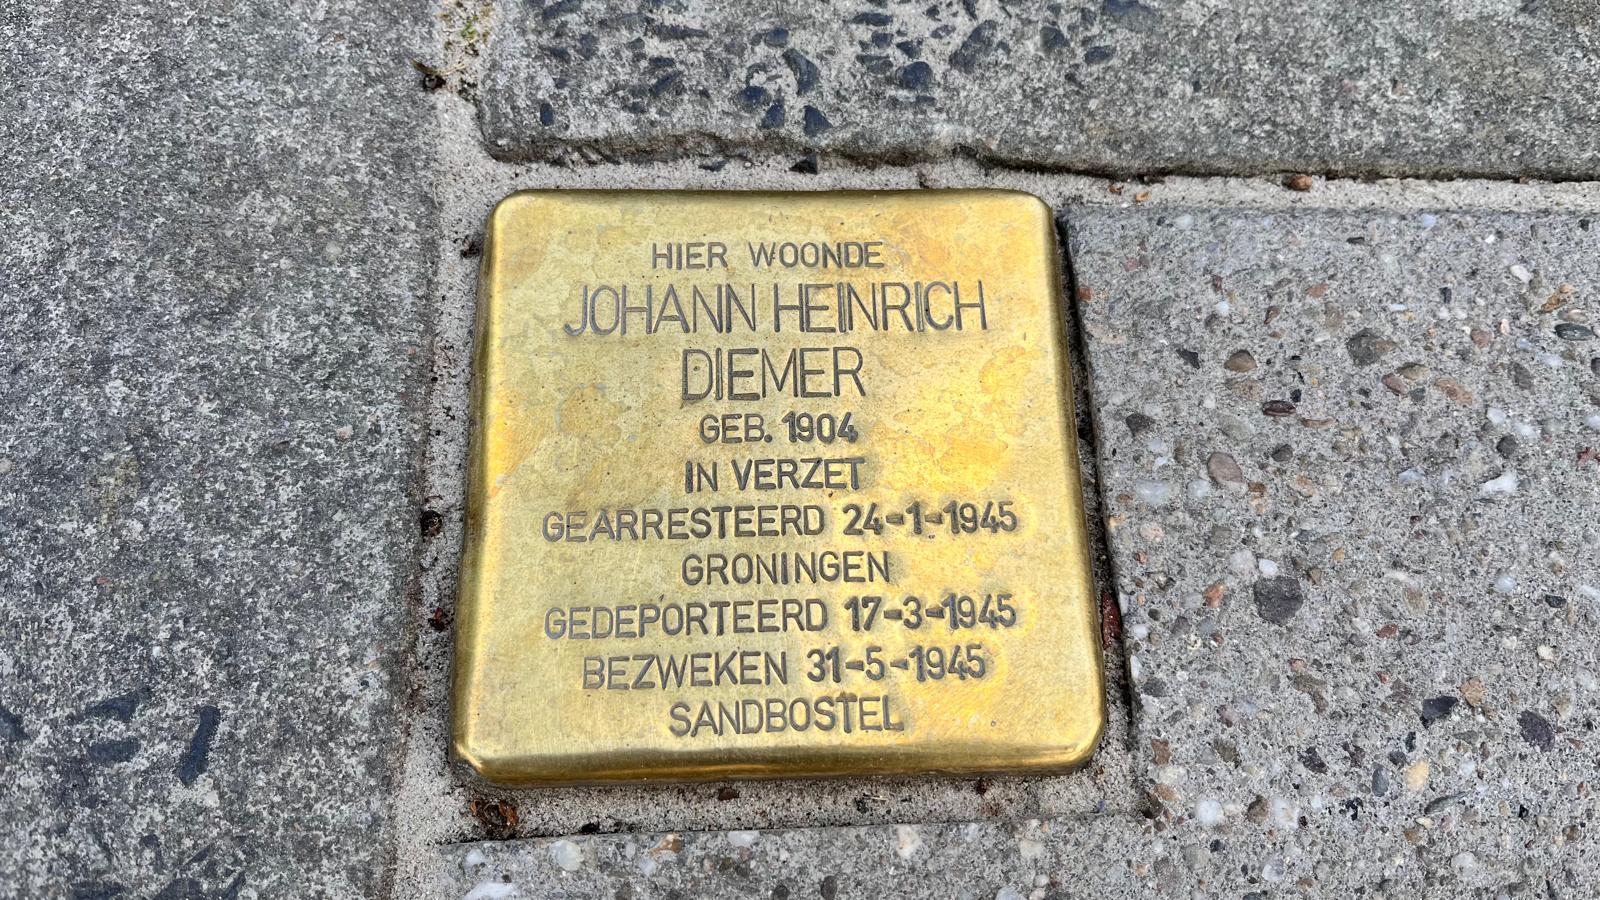 HIER WOONDE
JOHANN HEINRICH
DIEMER
GEB. 1904
IN VERZET
GEARRESTEERD 24-1-1945
GRONINGEN
GEDEPORTEERD 17-3-1945
BEZWEKEN 31-5-1945
SANDBOSTEL